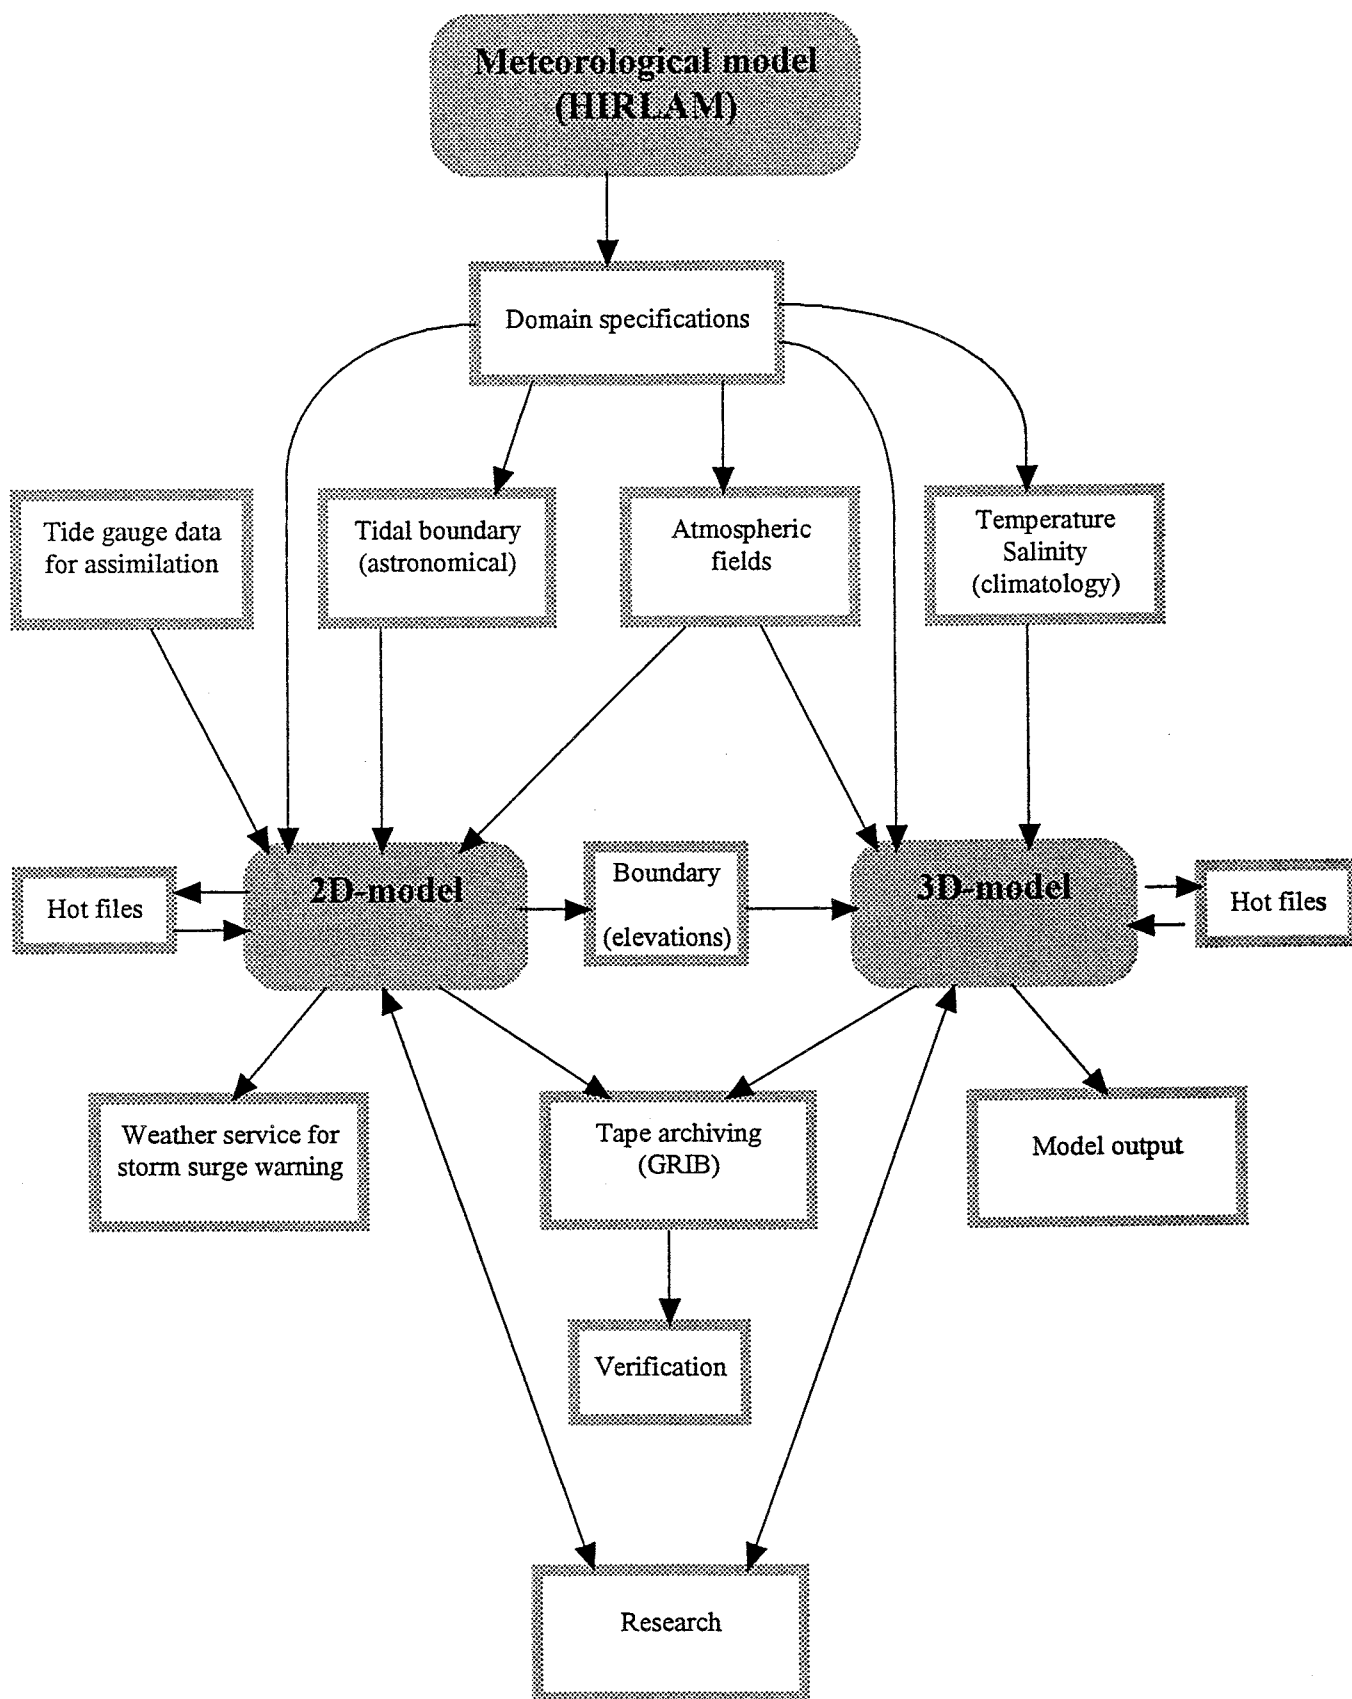 Meteorological model
(HIRLAM)
Domain specifications
Tide gauge data
for assimilation
Tidal boundary
(astronomical)
Atmospheric
fields
Temperature
Salinity
(climatology)
Hot files
2D-model
Boundary
(elevations)
3D-model
Hot files
Weather service for
storm surge warning
Tape archiving
(GRIB)
Model output
Verification
Research